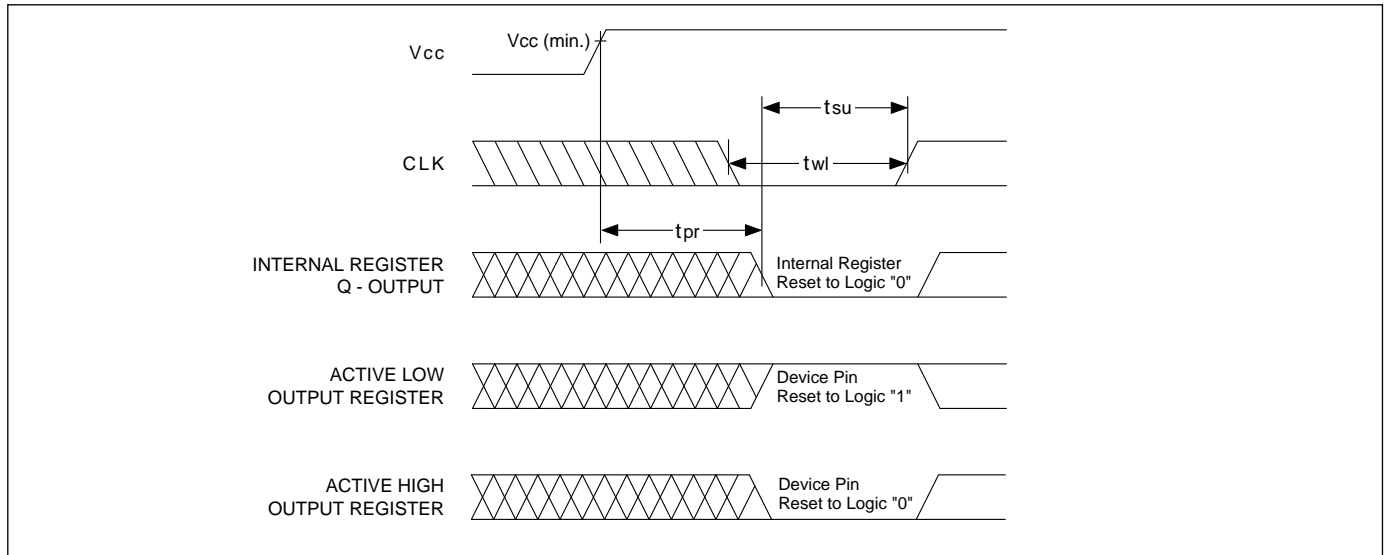 Vcc
Vcc (min.)
tsu
CLK
twl
tpr
INTERNAL REGISTER
Q - OUTPUT
Internal Register
Reset to Logic "0"
ACTIVE LOW
OUTPUT REGISTER
Device Pin
Reset to Logic "1"
ACTIVE HIGH
OUTPUT REGISTER
Device Pin
Reset to Logic "0"